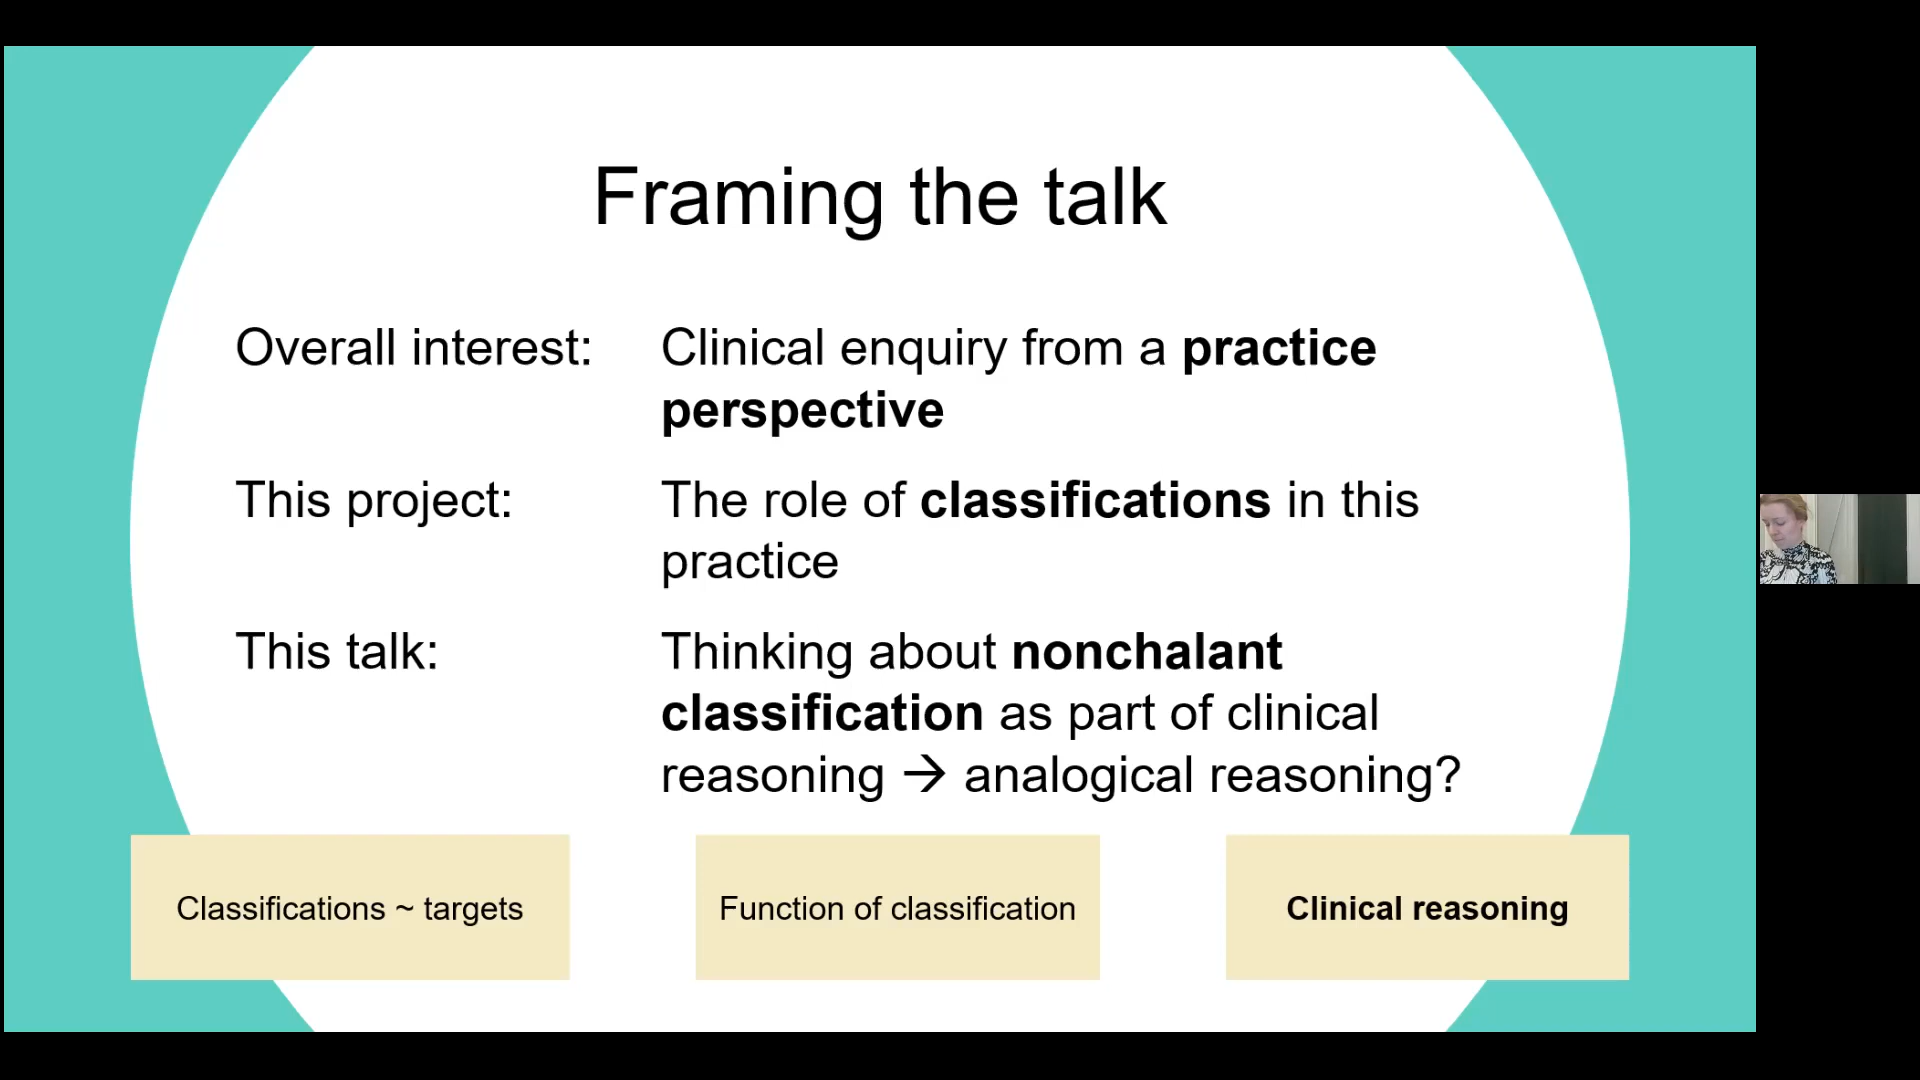 Framing the talk
Overall interest: Clinical enquiry from a practice
perspective
This project: The role of classifications in this
practice
This talk: Thinking about nonchalant
classification as part of clinical
reasoning → analogical reasoning?
Classifications ~ targets
Function of classification
Clinical reasoning